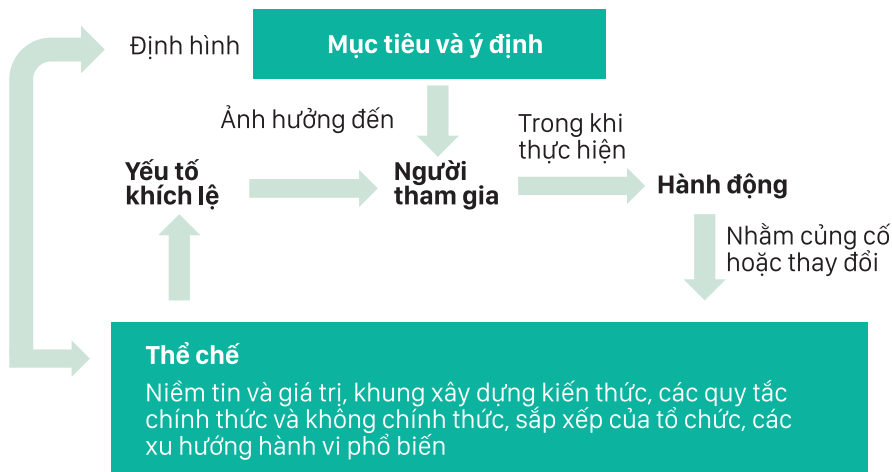 Định hình
Mục tiêu và ý định
Ảnh hưởng đến
Trong khi
thực hiện
Yếu tố
khích lệ
Người
tham gia
Hành động
Nhằm củng cố
hoặc thay đổi
Thể chế
Niềm tin và giá trị, khung xây dựng kiến thức, các quy tắc
chính thức và không chính thức, sắp xếp của tổ chức, các
xu hướng hành vi phổ biến